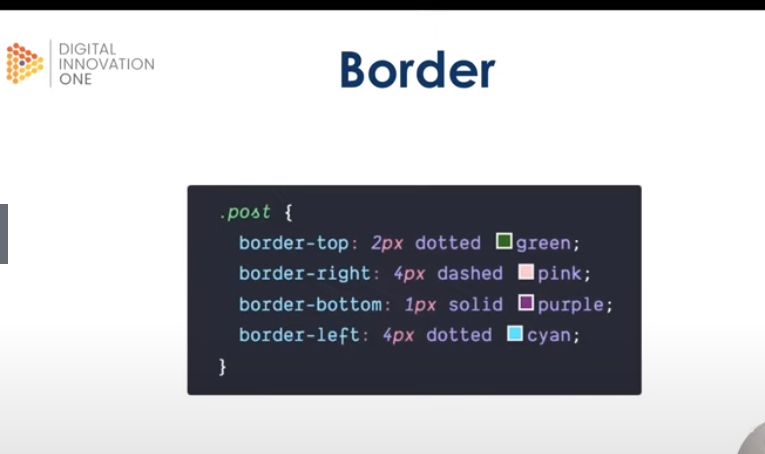 DIGITAL
INNOVATION
ONE
Border
.post {
border-top: 2px dotted green;
border-right: 4px dashed pink;
border-bottom: 1px solid purple;
border-left: 4px dotted cyan;
}